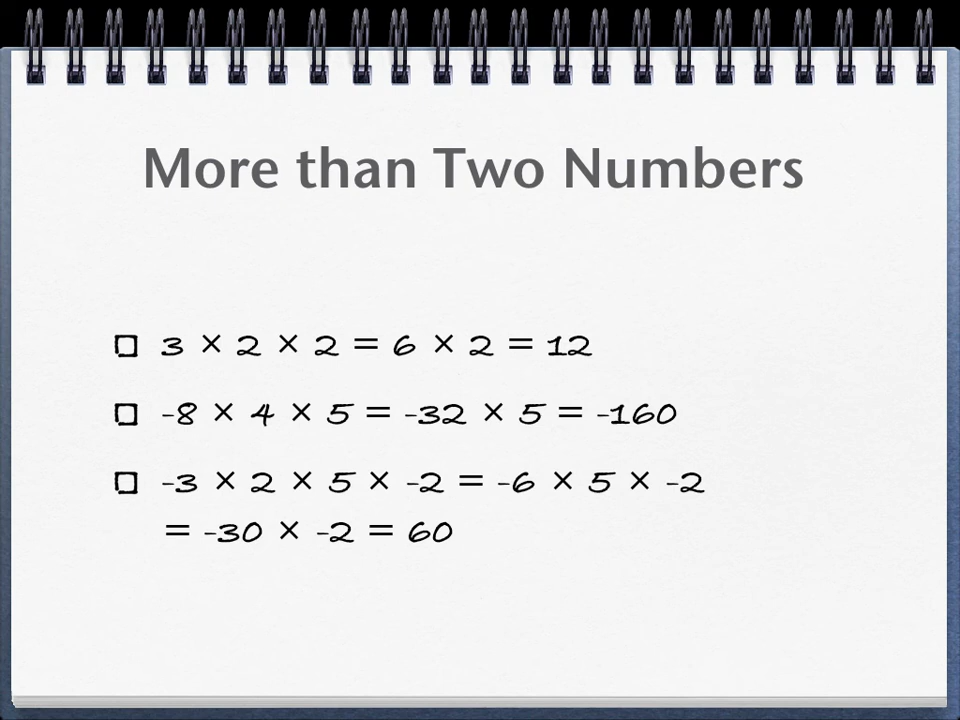 More than Two Numbers
3 × 2 × 2 = 6 × 2 = 12
-8 × 4 × 5 = -32 × 5 = -160
-3 × 2 × 5 × -2 = -6 × 5 × -2
= -30 × -2 = 60